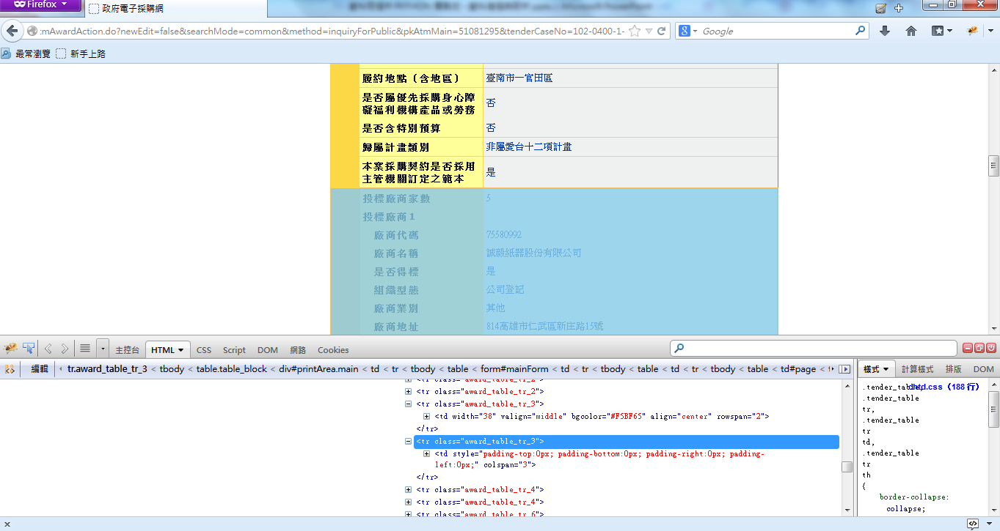 Firefox
政府電子採購網
:mAwardAction.do?newEdit=false&searchMode=common&method=inquiryForPublic&pkAtmMain=51081295&tenderCaseNo=102-0400-1-
8
Google
最常瀏覽 新手上路
履約地點（含地區）
臺南市－官田區
是否屬優先採購身心障
礙福利機構產品或勞務
否
是否含特別預算
否
歸屬計畫類別
非屬愛台十二項計畫
本案採購契約是否採用
主管機關訂定之範本
是
投標廠商家數
5
投標廠商1
廠商代碼
75580992
廠商名稱
誠毅紙器股份有限公司
是否得標
是
組織型態
公司登記
廠商業別
其他
廠商地址
814高雄市仁武區新庄路15號
主控台 HTML CSS Script DOM 網路 Cookies
編輯 tr.award_table_tr_3 < tbody < table.table_block < div#printArea.main < td < tr < tbody < table < form#mainForm < td < tr < tbody < table < td < tr < tbody < table < td#page < t
樣式 計算樣式 排版 DOM
<tr class="award_table_tr_2">
<tr class="award_table_tr_2">
<tr class="award_table_tr_3">
<td width="38" valign="middle" bgcolor="#F5BF65" align="center" rowspan="2">
</tr>
<tr class="award_table_tr_3">
<td style="padding-top:0px; padding-bottom:0px; padding-right:0px; padding-
left:0px;" colspan="3">
</tr>
<tr class="award_table_tr_4">
<tr class="award_table_tr_4">
<tr class="award_table_tr_6">
.tender_table,
.tender_table
tr,
.tender_table
tr
td,
.tender_table
tr
th
{
border-collapse:
collapse;